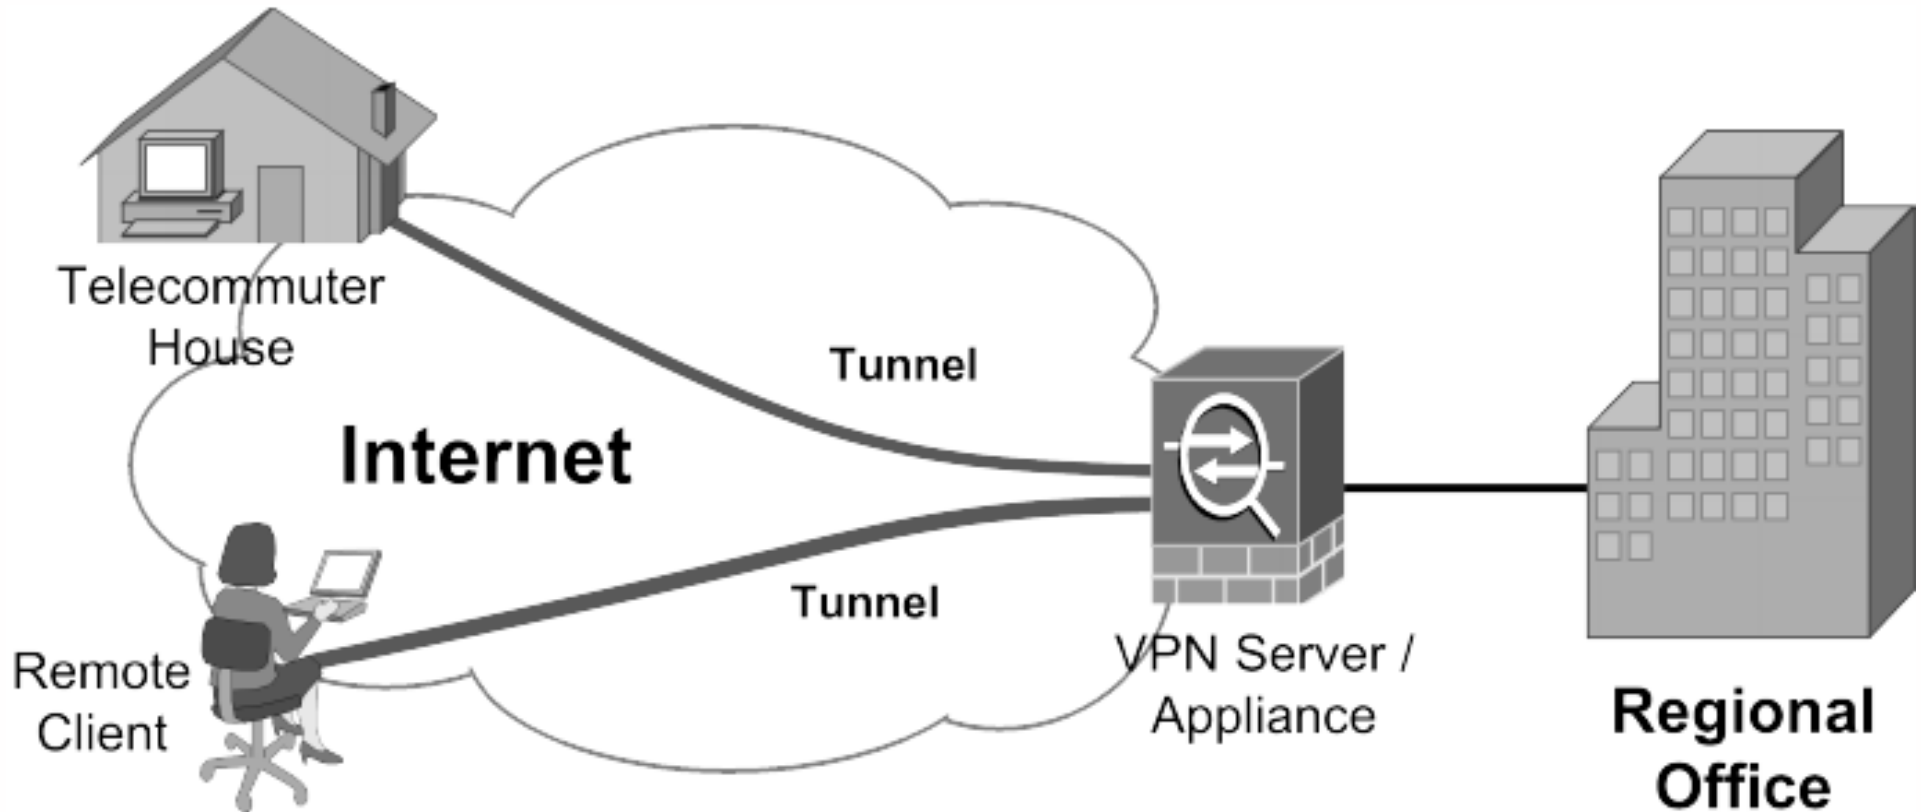 Telecommuter
House
Tunnel
Internet
Tunnel
Remote
Client
VPN Server /
Appliance
Regional
Office